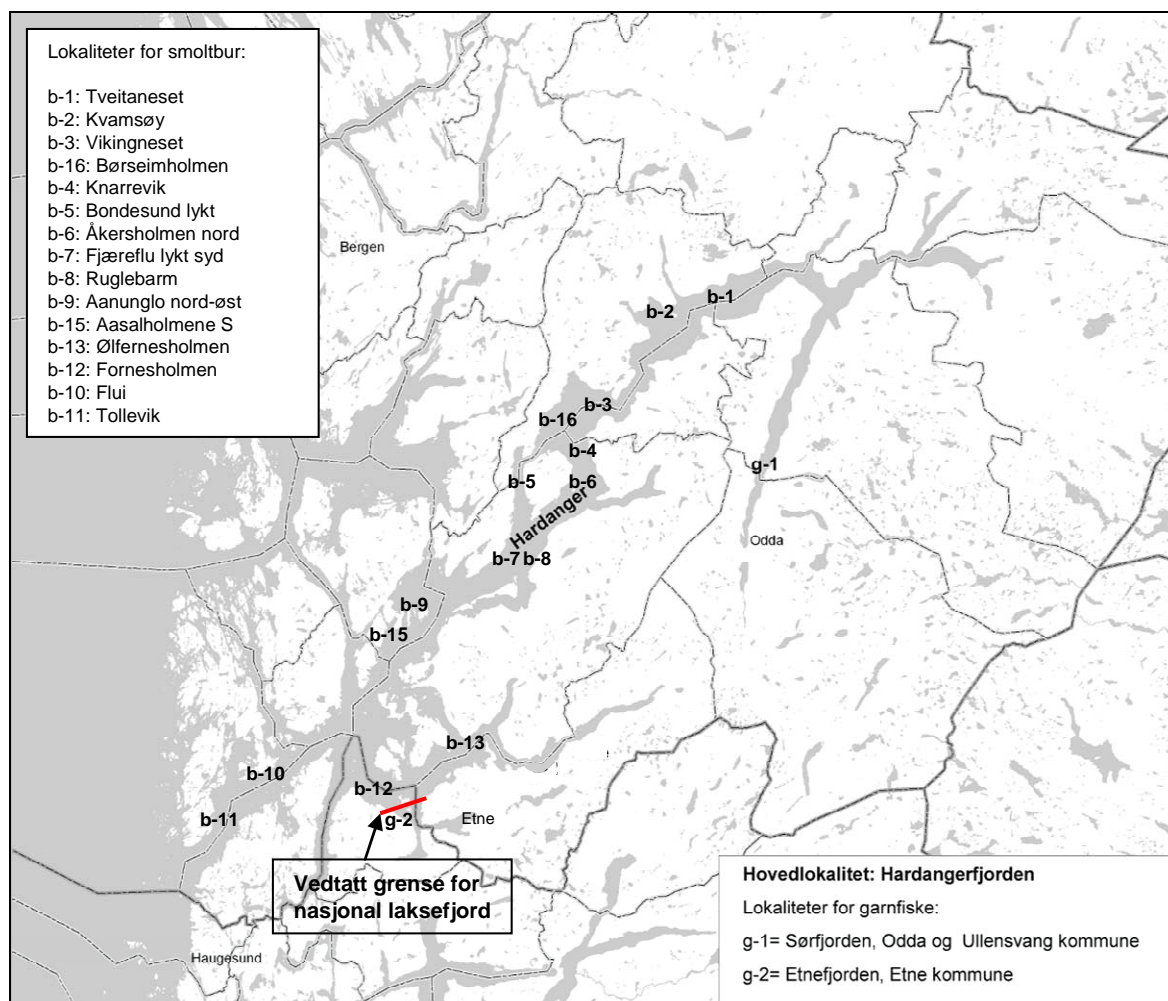 Lokaliteter for smoltbur:
b-1: Tveitaneset
b-2: Kvamsøy
b-3: Vikingneset
b-16: Børseimholmen
b-4: Knarrevik
b-5: Bondesund lykt
b-6: Åkersholmen nord
b-7: Fjæreflu lykt syd
b-8: Ruglebarm
b-9: Aanunglo nord-øst
b-15: Aasalholmene S
b-13: Ølfernesholmen
b-12: Fornesholmen
b-10: Flui
b-11: Tollevik
Bergen
b-1
b-2
b-3
b-16
b-4
b-5
b-6
g-1
Hardanger
Odda
b-7 b-8
b-9
b-15
b-13
b-10
b-12
b-11
g-2
Etne
Vedtatt grense for
nasjonal laksefjord
Haugesund
Hovedlokalitet: Hardangerfjorden
Lokaliteter for garnfiske:
g-1= Sørfjorden, Odda og Ullensvang kommune
g-2= Etnefjorden, Etne kommune